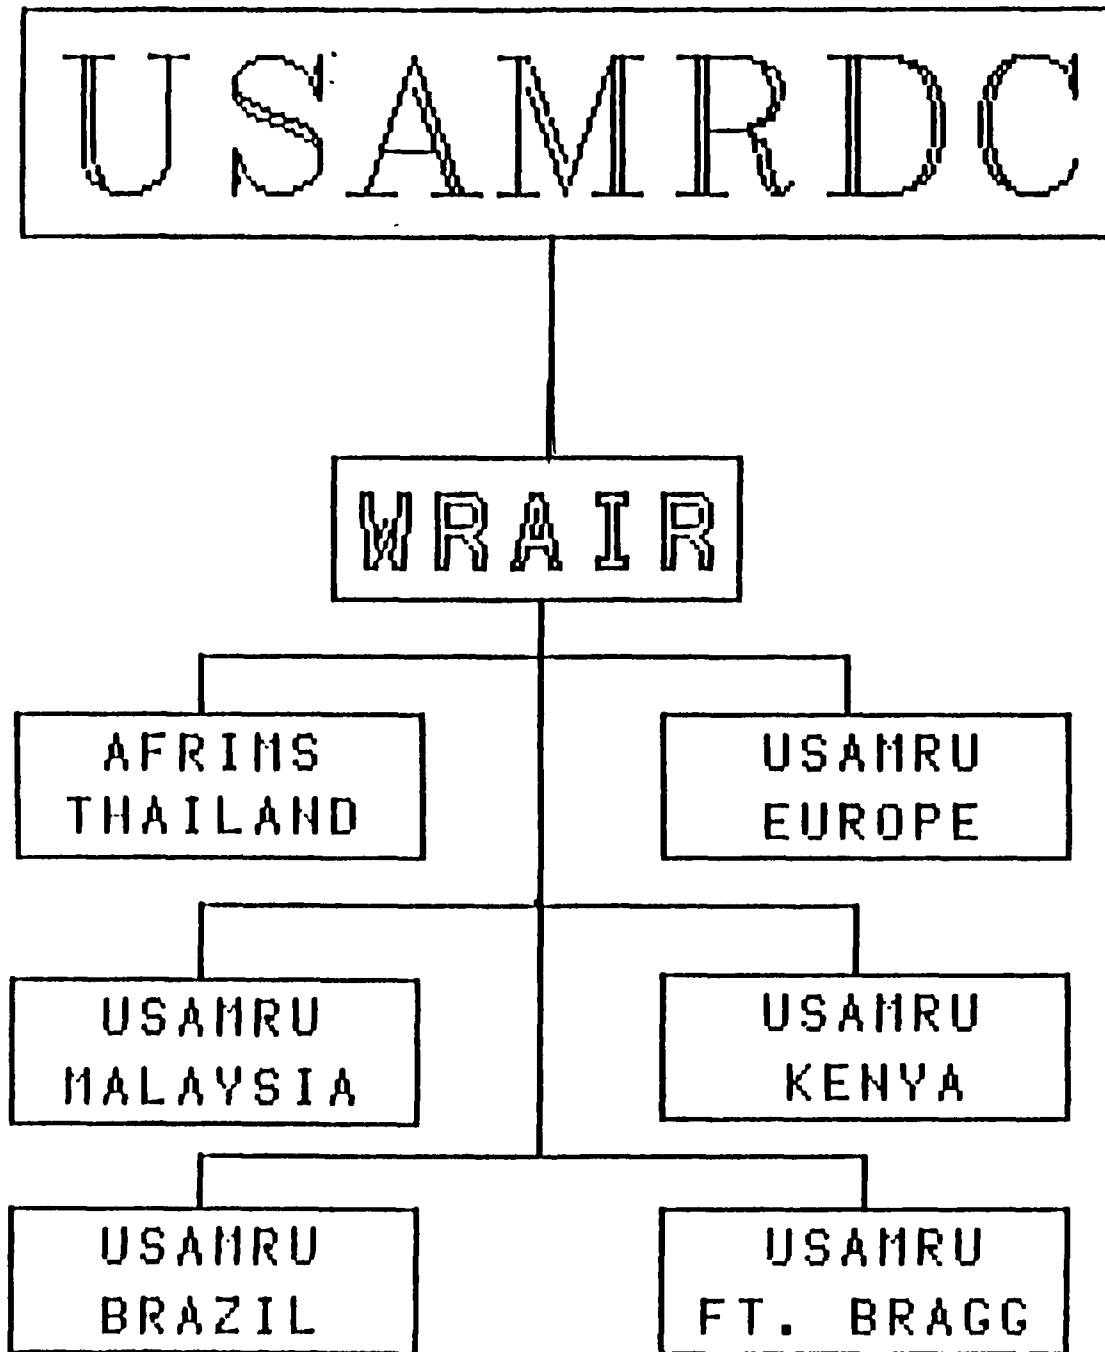 USAMRDC
WRAIR
AFRIMS
THAILAND
USAMRU
EUROPE
USAMRU
MALAYSIA
USAMRU
KENYA
USAMRU
BRAZIL
USAMRU
FT. BRAGG